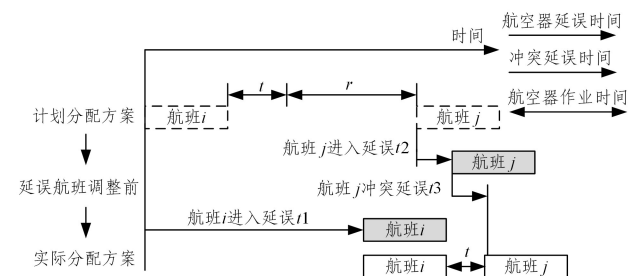 航空器延误时间
时间
冲突延误时间
t
r
航空器作业时间
计划分配方案
航班i
航班j
航班j进入延误t2
航班j
延误航班调整前
航班j冲突延误t3
航班i进入延误t1
航班i
实际分配方案
航班i
t
航班j